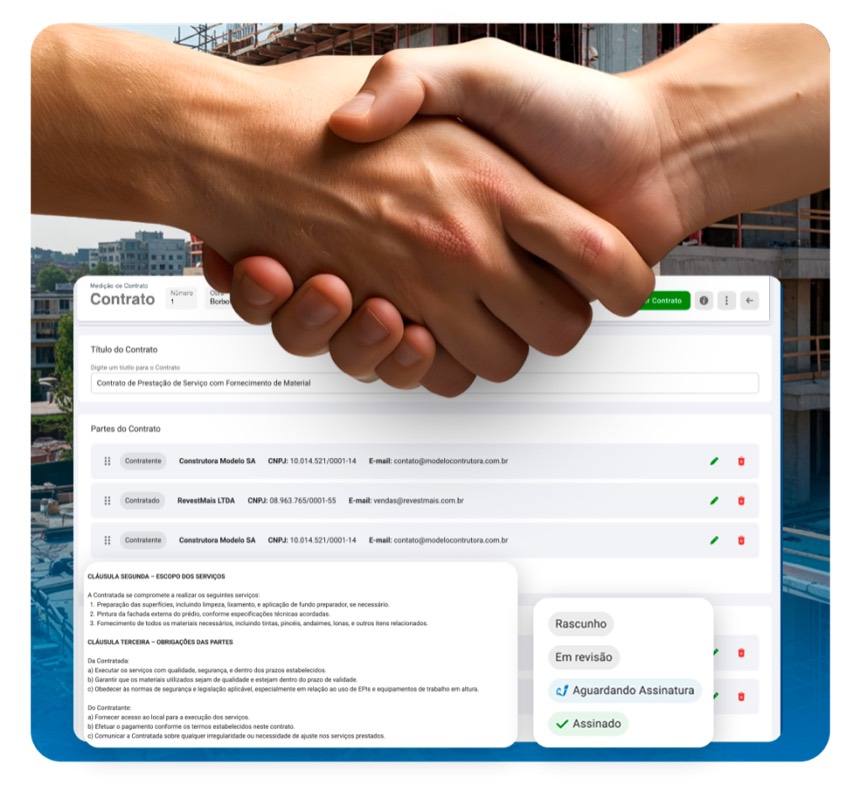 Medição de Contrato
Contrato
Número
1
Contrato
Título do Contrato
Digite um título para o Contrato
Contrato de Prestação de Serviço com Fornecimento de Material
Partes do Contrato
Contratente Construtora Modelo SA CNPJ: 10.014.521/0001-14 E-mail: contato@modelocontrutora.com.br
Contratado RevestMais LTDA CNPJ: 08.963.765/0001-55 E-mail: vendas@revestmais.com.br
Contratente Construtora Modelo SA CNPJ: 10.014.521/0001-14 E-mail: contato@modelocontrutora.com.br
CLÁUSULA SEGUNDA – ESCOPO DOS SERVIÇOS
A Contratada se compromete a realizar os seguintes serviços:
1. Preparação das superfícies, incluindo limpeza, lixamento, e aplicação de fundo preparador, se necessário.
2. Pintura da fachada externa do prédio, conforme especificações técnicas acordadas.
3. Fornecimento de todos os materiais necessários, incluindo tintas, pincéis, andaimes, lonas, e outros itens relacionados.
CLÁUSULA TERCEIRA – OBRIGAÇÕES DAS PARTES
Da Contratada:
a) Executar os serviços com qualidade, segurança, e dentro dos prazos estabelecidos.
b) Garantir que os materiais utilizados sejam de qualidade e estejam dentro do prazo de validade.
c) Obedecer às normas de segurança e legislação aplicável, especialmente em relação ao uso de EPIs e equipamentos de trabalho em altura.
Do Contratante:
a) Fornecer acesso ao local para a execução dos serviços.
b) Efetuar o pagamento conforme os termos estabelecidos neste contrato.
c) Comunicar a Contratada sobre qualquer irregularidade ou necessidade de ajuste nos serviços prestados.
Rascunho
Em revisão
Aguardando Assinatura
Assinado